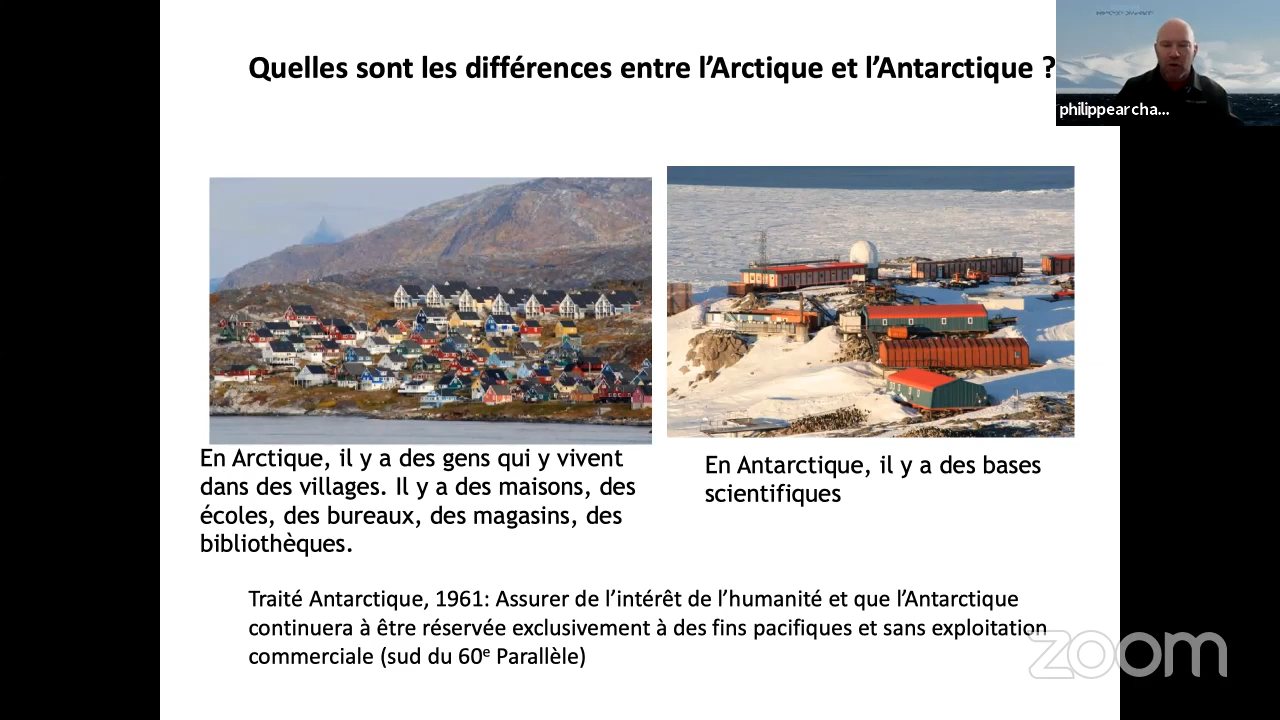 Quelles sont les différences entre l'Arctique et l'Antarctique ?
philippearcha...
En Arctique, il y a des gens qui y vivent
dans des villages. Il y a des maisons, des
écoles, des bureaux, des magasins, des
bibliothèques.
En Antarctique, il y a des bases
scientifiques
Traité Antarctique, 1961: Assurer de l'intérêt de l'humanité et que l'Antarctique
continuera à être réservée exclusivement à des fins pacifiques et sans exploitation
commerciale (sud du 60e Parallèle)
zoom